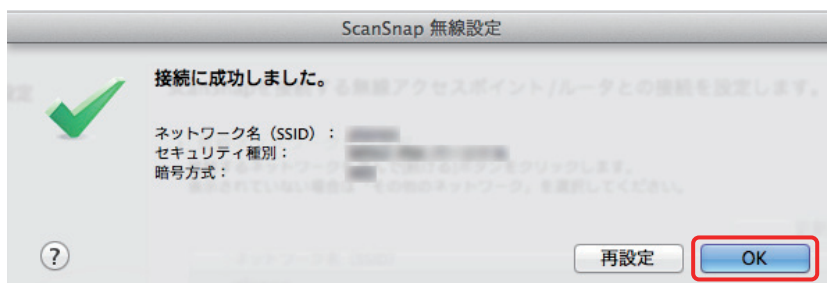 ScanSnap 無線設定
接続に成功しました。
ネットワーク名（SSID）：
セキュリティ種別：
暗号方式：
?
再設定
OK